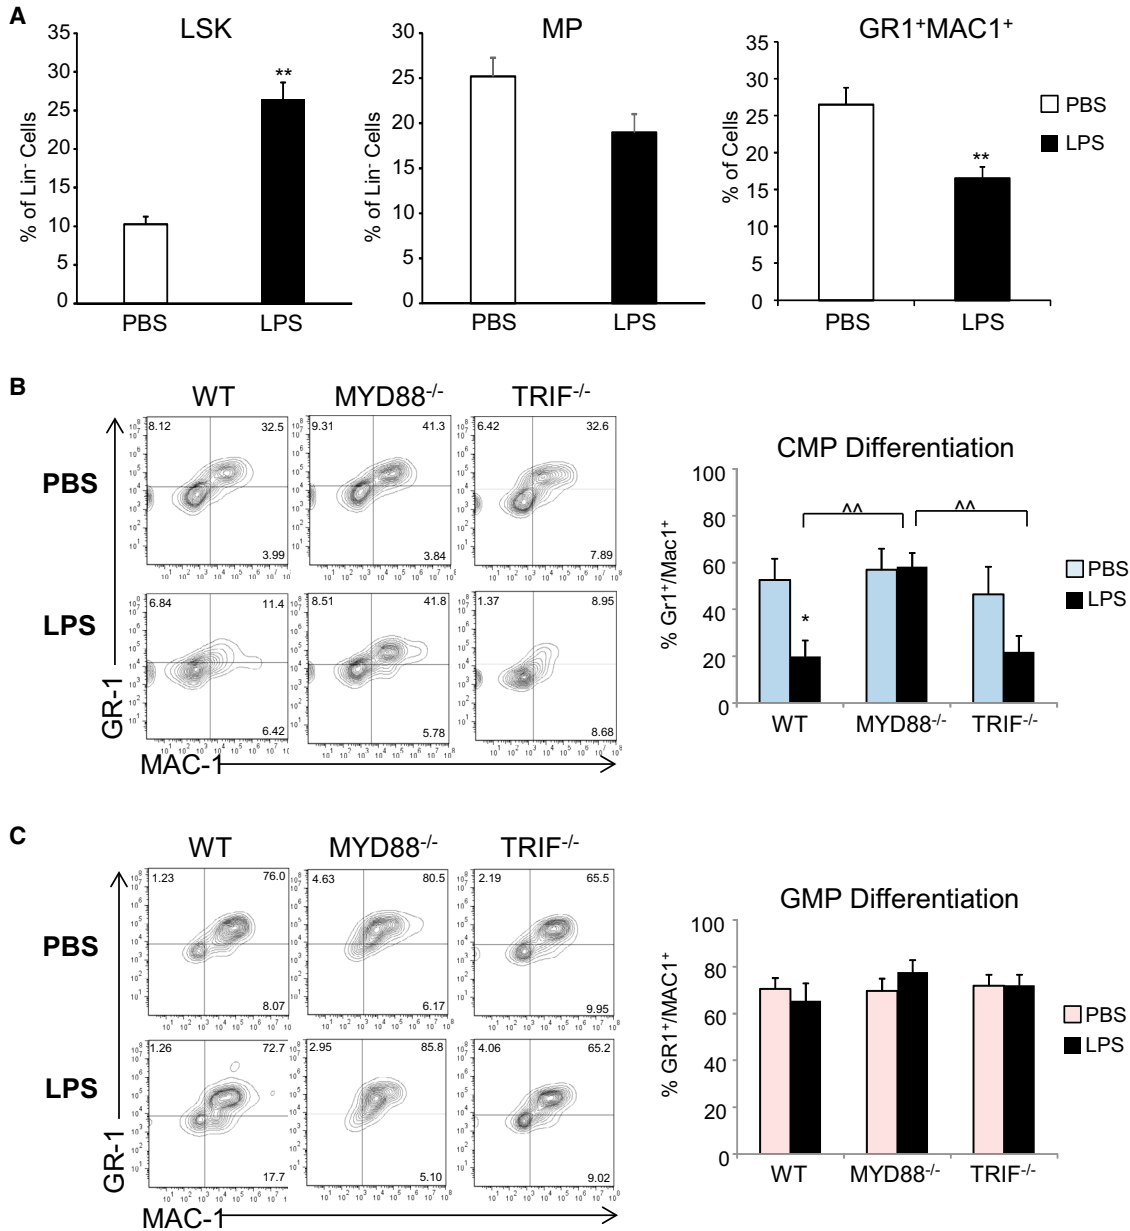 A
LSK
MP
GR1+MAC1+
% of Lin- Cells
35
30
25
20
15
10
5
0
**
PBS
LPS
% of Lin- Cells
30
25
20
15
10
5
0
PBS
LPS
% of Cells
35
30
25
20
15
10
5
0
**
PBS
LPS
PBS
LPS
B
WT
MYD88-/-
TRIF-/-
PBS
8.12
32.5
3.99
9.31
41.3
3.84
6.42
32.6
7.89
LPS
6.84
11.4
6.42
8.51
41.8
5.78
1.37
8.95
8.68
GR-1
MAC-1
CMP Differentiation
% Gr1+/Mac1+
100
80
60
40
20
0
^^
^^
*
WT
MYD88-/-
TRIF-/-
PBS
LPS
C
WT
MYD88-/-
TRIF-/-
PBS
1.23
76.0
8.07
4.63
80.5
6.17
2.19
65.5
9.95
LPS
1.26
72.7
17.7
2.95
85.8
5.10
4.06
65.2
9.02
GR-1
MAC-1
GMP Differentiation
% GR1+/MAC1+
100
80
60
40
20
0
WT
MYD88-/-
TRIF-/-
PBS
LPS